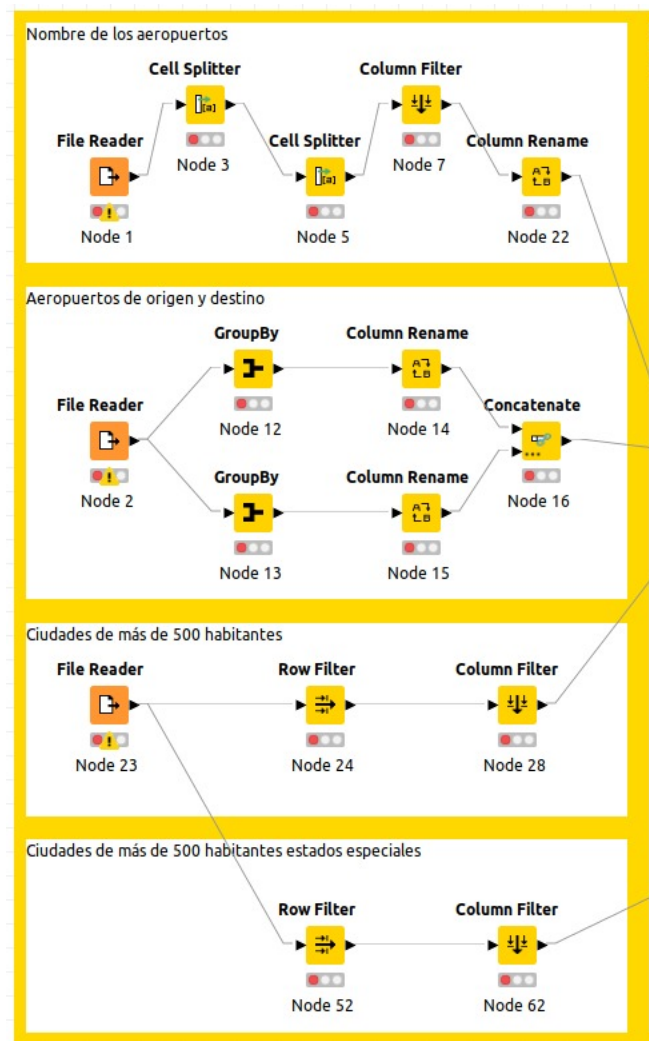 Nombre de los aeropuertos
Cell Splitter
Column Filter
File Reader
Node 3
Cell Splitter
Node 7
Column Rename
Node 1
Node 5
Node 22
Aeropuertos de origen y destino
GroupBy
Column Rename
File Reader
Node 12
Node 14
Concatenate
Node 2
GroupBy
Column Rename
Node 16
Node 13
Node 15
Ciudades de más de 500 habitantes
File Reader
Row Filter
Column Filter
Node 23
Node 24
Node 28
Ciudades de más de 500 habitantes estados especiales
Row Filter
Column Filter
Node 52
Node 62